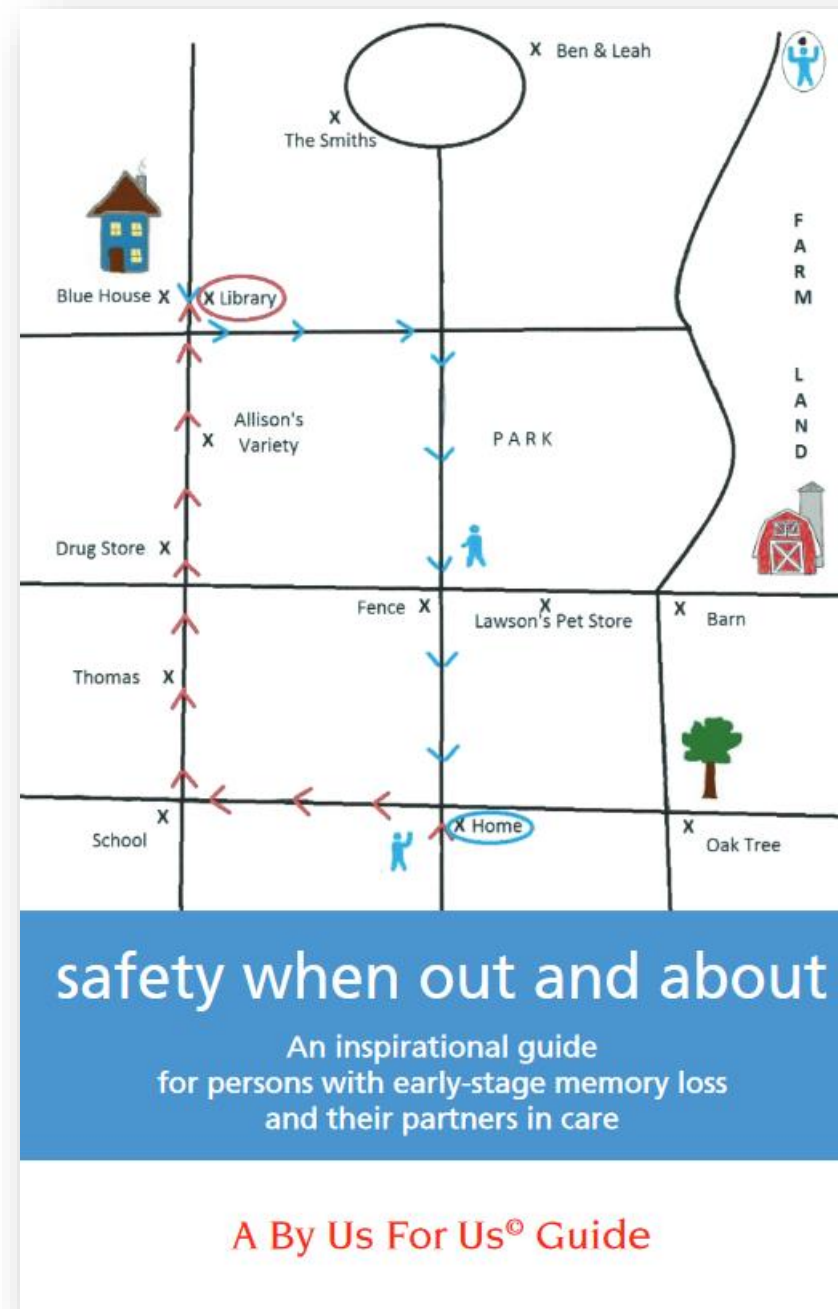 Ben & Leah
The Smiths
Blue House
Library
FARM
LAND
Allison's
Variety
PARK
Drug Store
Fence
Lawson's Pet Store
Barn
Thomas
Home
School
Oak Tree
safety when out and about
An inspirational guide
for persons with early-stage memory loss
and their partners in care
A By Us For Us© Guide